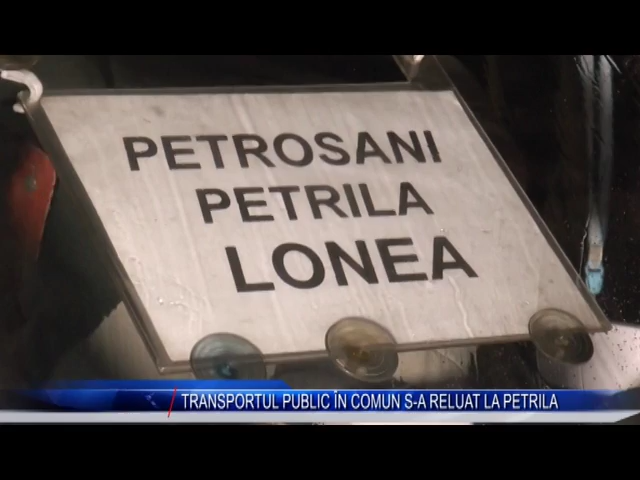 PETROSANI
PETRILA
LONEA
TRANSPORTUL PUBLIC ÎN COMUN S-A RELUAT LA PETRILA